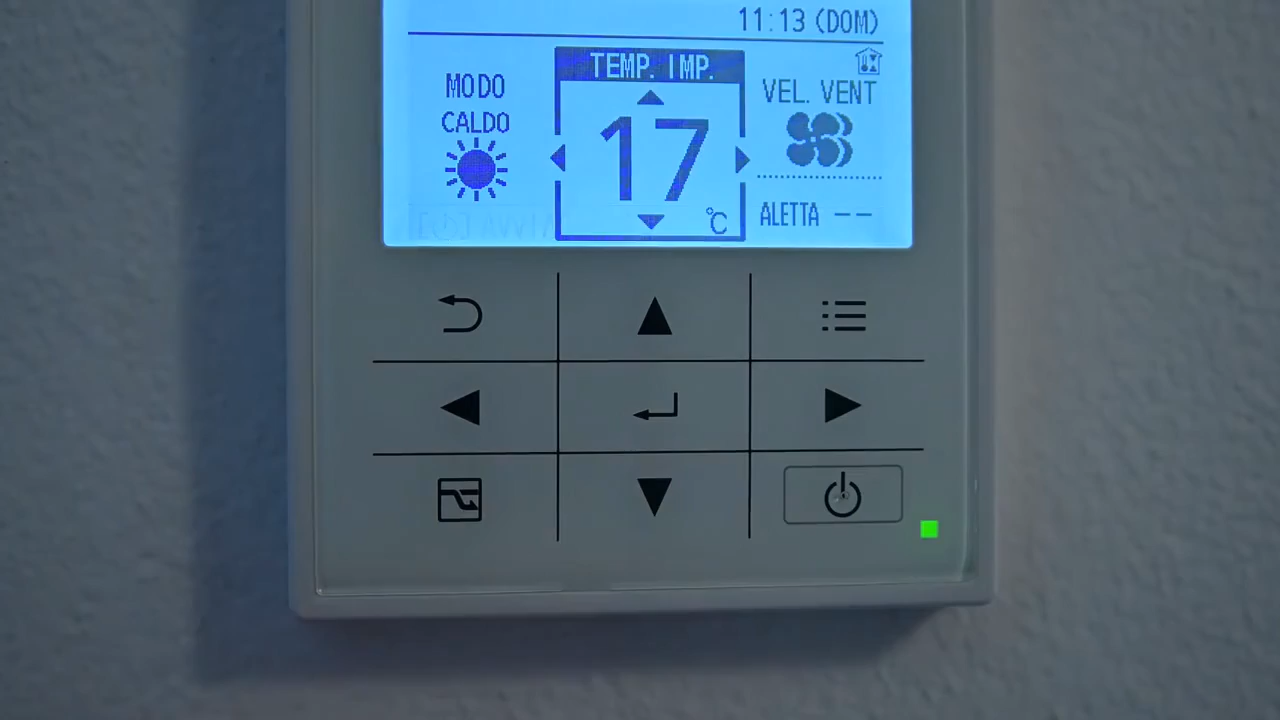 11:13 (DOM)
TEMP. IMP.
MODO
CALDO
17
°C
VEL. VENT
ALETTA --